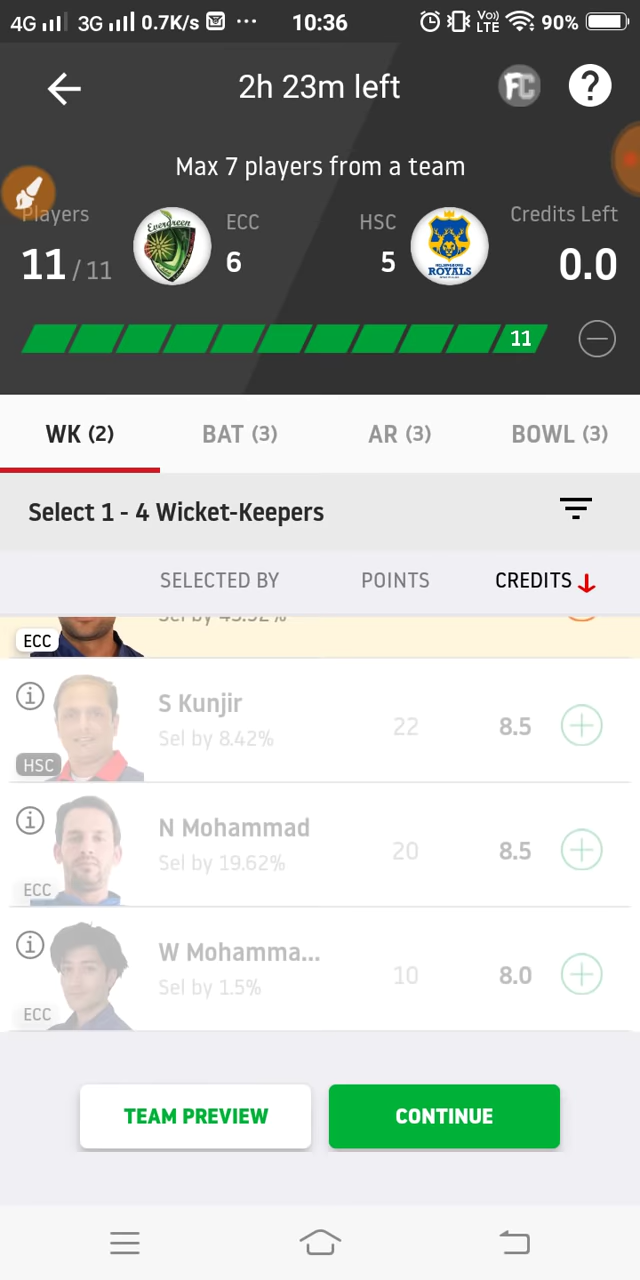 4G 3G 0.7K/s ... 10:36 Vo) LTE 90%
2h 23m left FC ?
Max 7 players from a team
Players ECC HSC Credits Left
11 / 11 6 5 0.0
Evergreen
ROYALS
11
WK (2) BAT (3) AR (3) BOWL (3)
Select 1 - 4 Wicket-Keepers
SELECTED BY POINTS CREDITS
ECC
S Kunjir 22 8.5
Sel by 8.42%
HSC
N Mohammad 20 8.5
Sel by 19.62%
ECC
W Mohamma... 10 8.0
Sel by 1.5%
ECC
TEAM PREVIEW CONTINUE